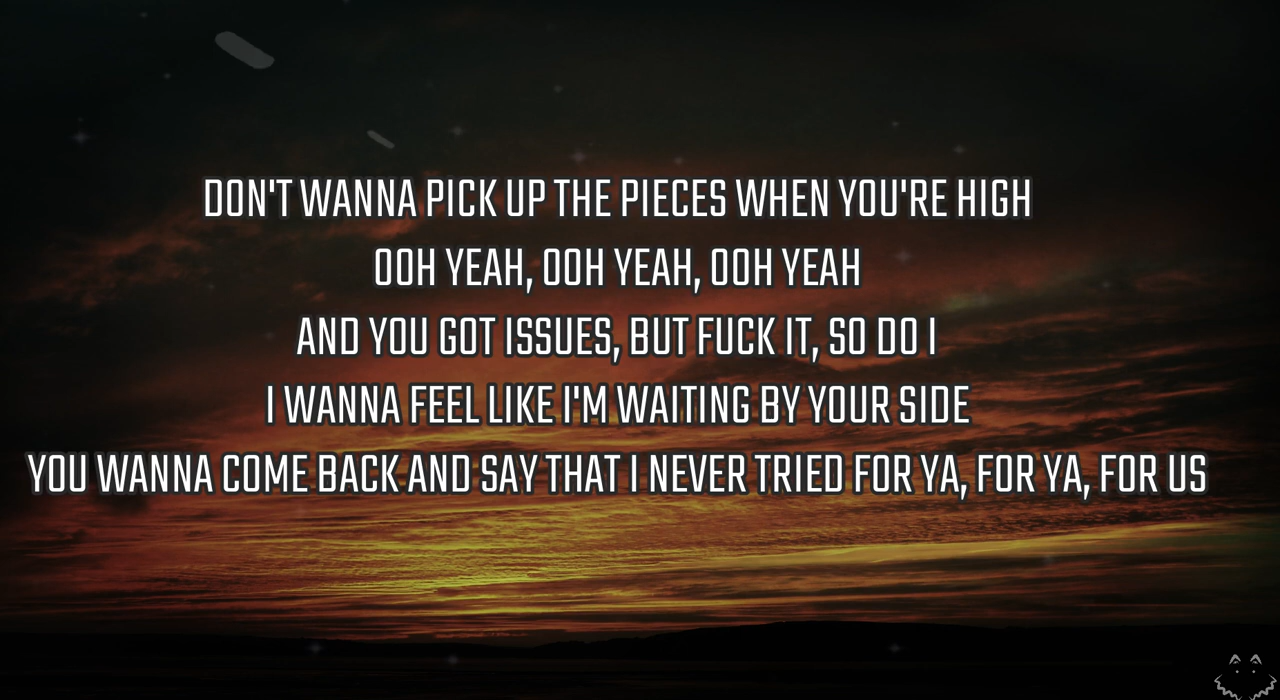 DON'T WANNA PICK UP THE PIECES WHEN YOU'RE HIGH
OOH YEAH, OOH YEAH, OOH YEAH
AND YOU GOT ISSUES, BUT FUCK IT, SO DO I
I WANNA FEEL LIKE I'M WAITING BY YOUR SIDE
YOU WANNA COME BACK AND SAY THAT I NEVER TRIED FOR YA, FOR YA, FOR US